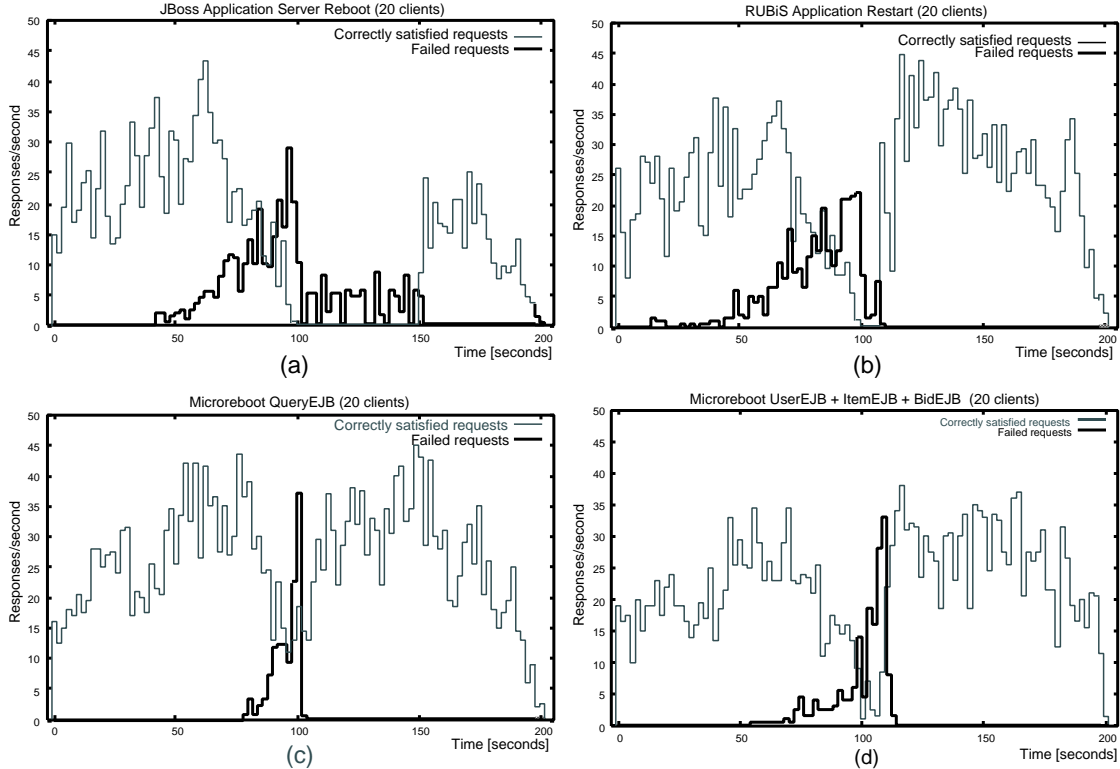 JBoss Application Server Reboot (20 clients)
Correctly satisfied requests
Failed requests
Responses/second
50
45
40
35
30
25
20
15
10
5
0
0 50 100 150 200
Time [seconds]
(a)
RUBiS Application Restart (20 clients)
Correctly satisfied requests
Failed requests
Responses/second
50
45
40
35
30
25
20
15
10
5
0
0 50 100 150 200
Time [seconds]
(b)
Microreboot QueryEJB (20 clients)
Correctly satisfied requests
Failed requests
Responses/second
50
45
40
35
30
25
20
15
10
5
0
0 50 100 150 200
Time [seconds]
(c)
Microreboot UserEJB + ItemEJB + BidEJB (20 clients)
Correctly satisfied requests
Failed requests
Responses/second
50
45
40
35
30
25
20
15
10
5
0
0 50 100 150 200
Time [seconds]
(d)